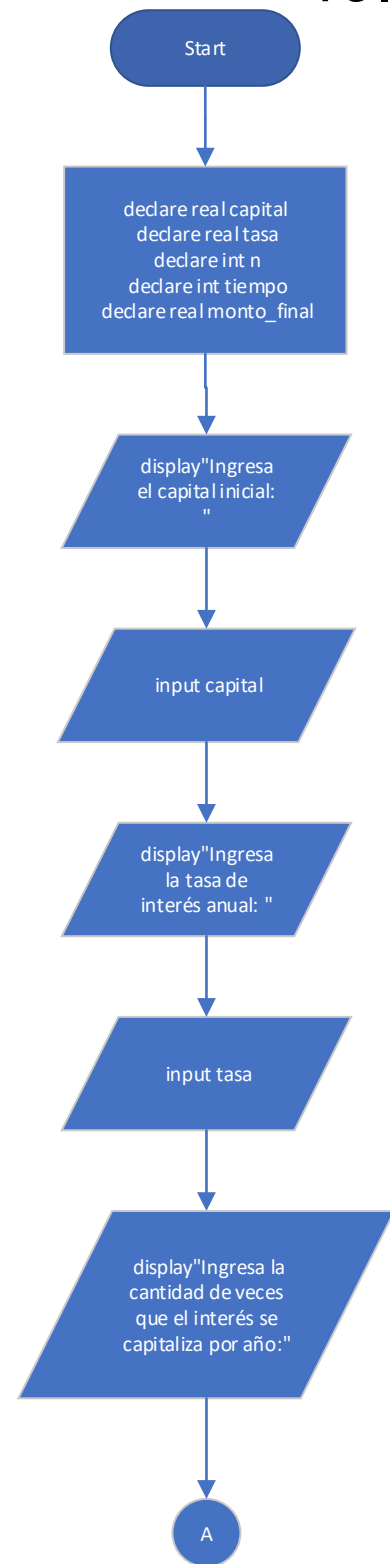 Start
declare real capital
declare real tasa
declare int n
declare int tiempo
declare real monto_final
display"Ingresa
el capital inicial:
"
input capital
display"Ingresa
la tasa de
interés anual: "
input tasa
display"Ingresa la
cantidad de veces
que el interés se
capitaliza por año:"
A